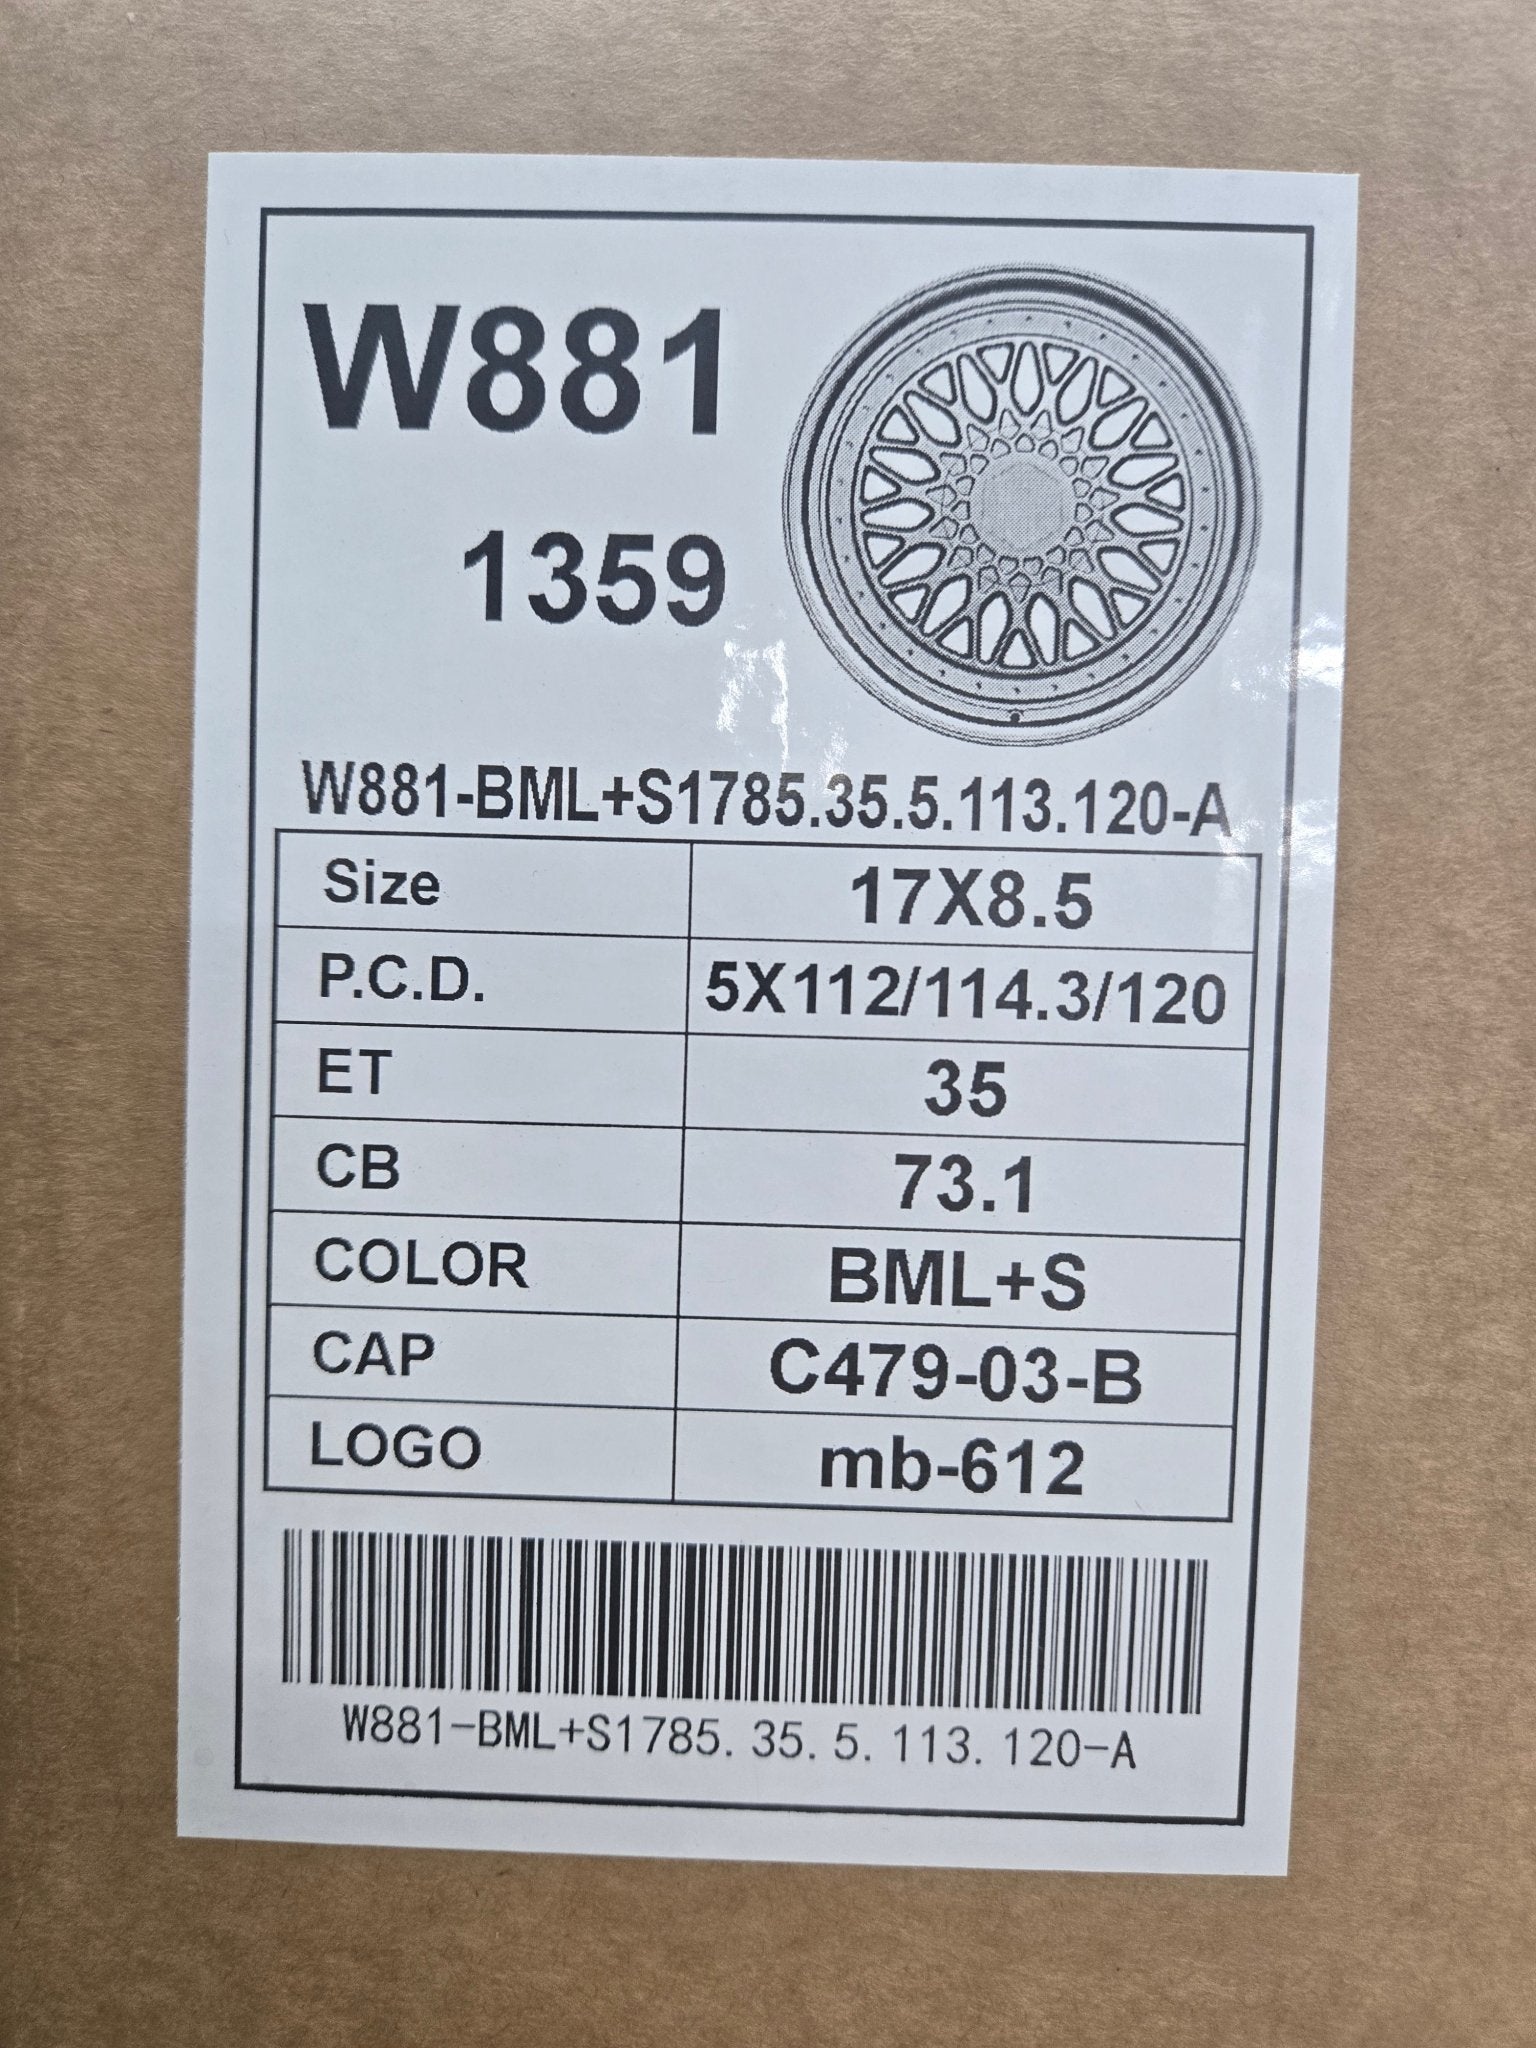 W881
1359
W881-BML+S1785.35.5.113.120-A
Size 17X8.5
P.C.D. 5X112/114.3/120
ET 35
CB 73.1
COLOR BML+S
CAP C479-03-B
LOGO mb-612
W881-BML+S1785. 35. 5. 113. 120-A